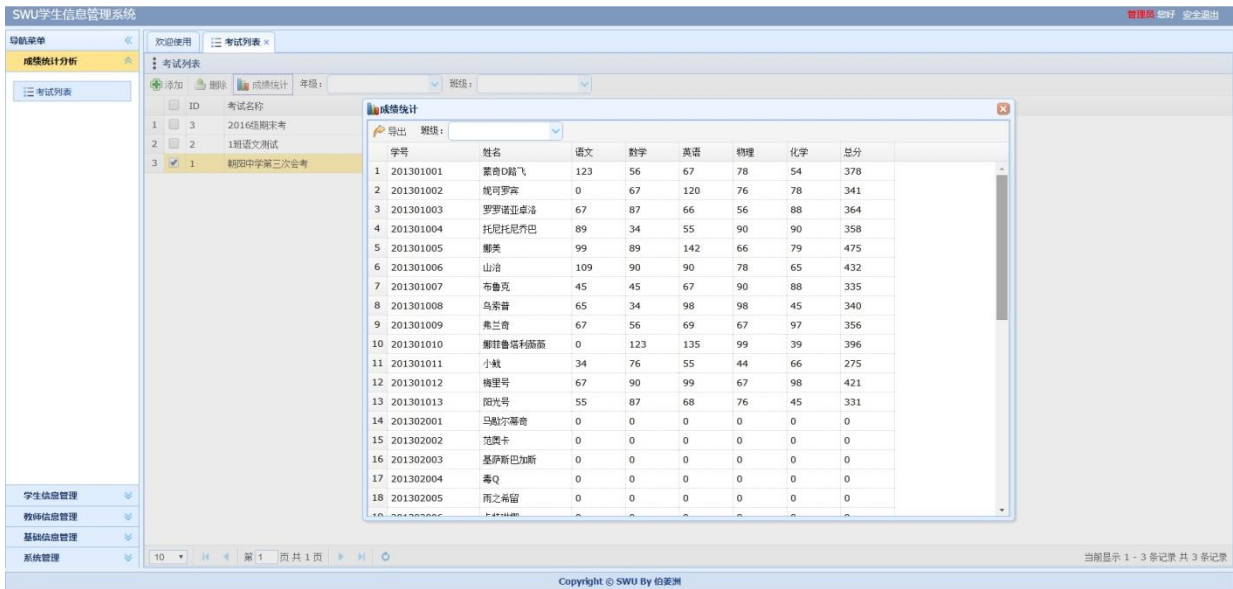 SWU学生信息管理系统 管理员 您好 安全退出
导航菜单 欢迎使用 考试列表
成绩统计分析 考试列表
考试列表 添加 删除 成绩统计 年级: 班级:
ID 考试名称
1 3 2016级期末考
2 2 1班语文测试
3 1 朝阳中学第三次会考
成绩统计
导出 班级:
学号 姓名 语文 数学 英语 物理 化学 总分
1 201301001 蒙奇D路飞 123 56 67 78 54 378
2 201301002 妮可罗宾 0 67 120 76 78 341
3 201301003 罗罗诺亚卓洛 67 87 66 56 88 364
4 201301004 托尼托尼乔巴 89 34 55 90 90 358
5 201301005 娜美 99 89 142 66 79 475
6 201301006 山治 109 90 90 78 65 432
7 201301007 布鲁克 45 45 67 90 88 335
8 201301008 乌索普 65 34 98 98 45 340
9 201301009 弗兰奇 67 56 69 67 97 356
10 201301010 娜菲鲁塔利薇薇 0 123 135 99 39 396
11 201301011 小贼 34 76 55 44 66 275
12 201301012 梅里号 67 90 99 67 98 421
13 201301013 阳光号 55 87 68 76 45 331
14 201302001 马歇尔蒂奇 0 0 0 0 0 0
15 201302002 范奥卡 0 0 0 0 0 0
16 201302003 基萨斯巴加斯 0 0 0 0 0 0
17 201302004 毒Q 0 0 0 0 0 0
18 201302005 雨之希留 0 0 0 0 0 0
学生信息管理
教师信息管理
基础信息管理
系统管理
10 第 1 页共1页 当前显示 1 - 3 条记录 共 3 条记录
Copyright © SWU By 伯姜洲